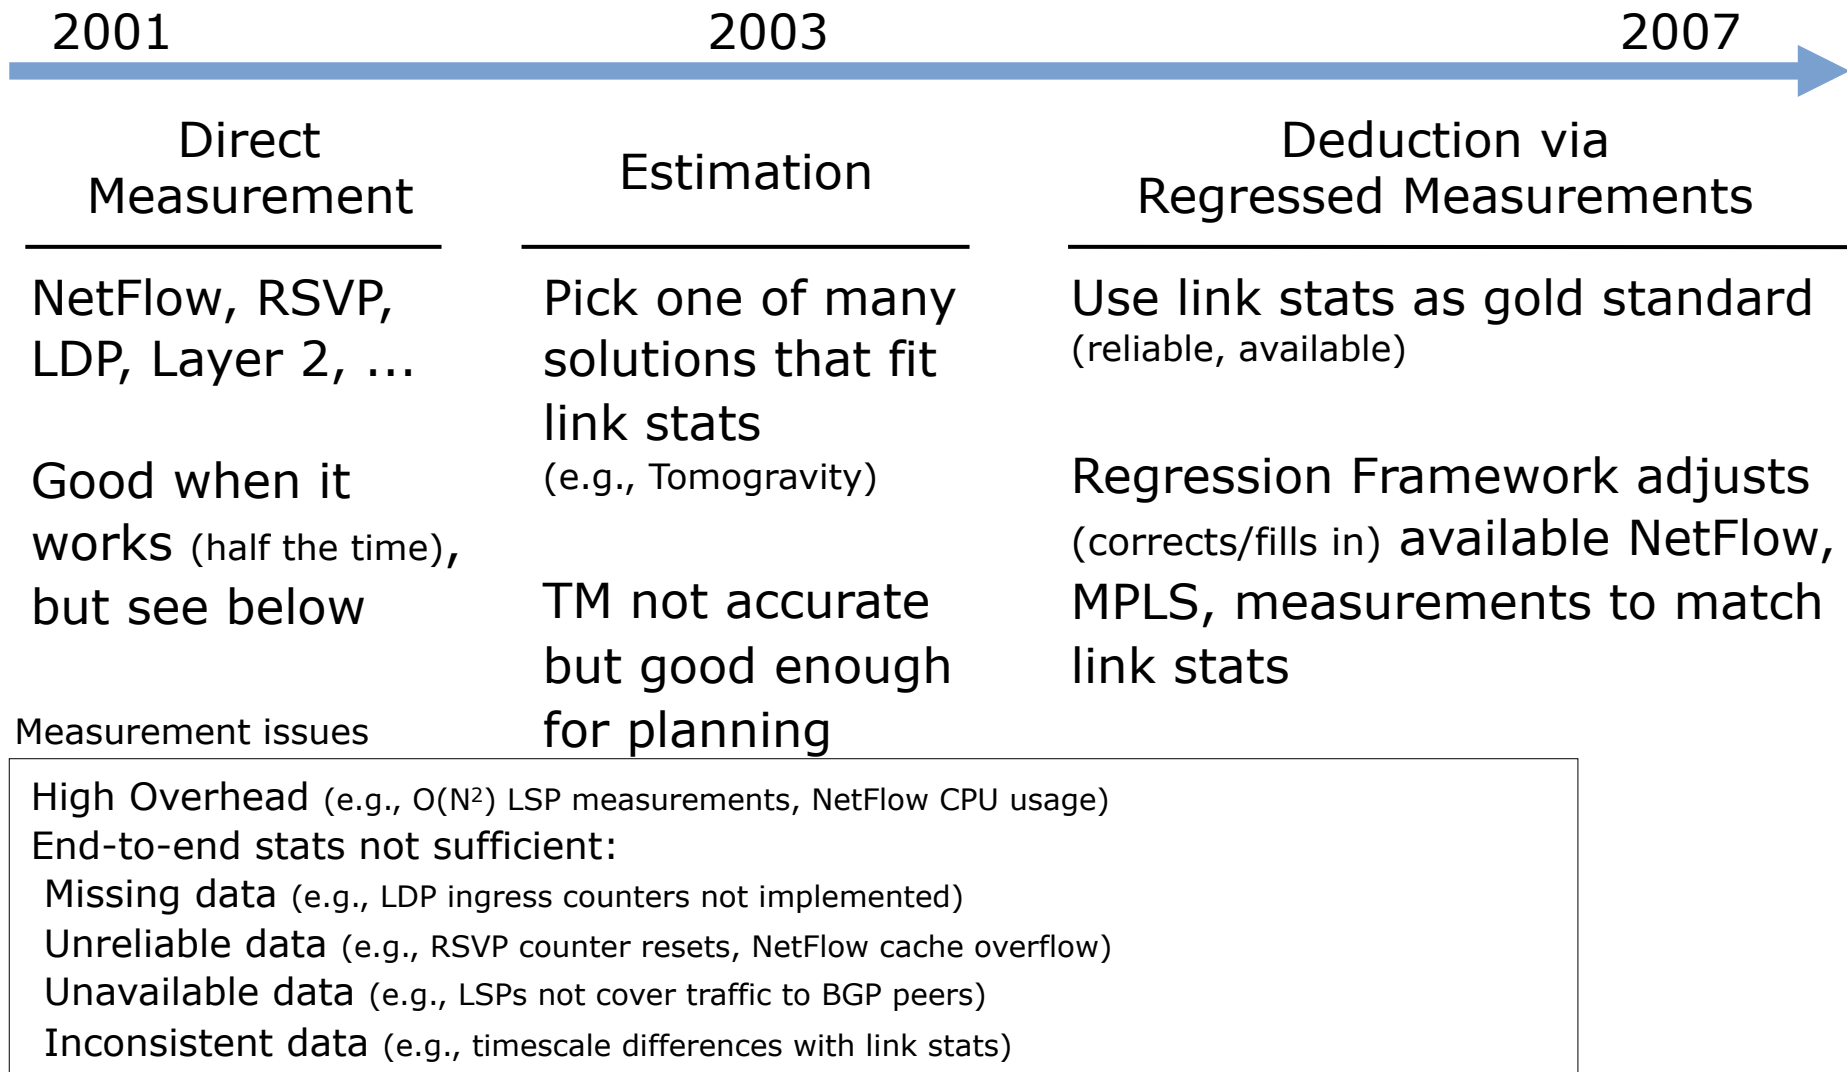 2001
2003
2007
Direct
Measurement
NetFlow, RSVP,
LDP, Layer 2, …
Good when it
works (half the time),
but see below
Estimation
Pick one of many
solutions that fit
link stats
(e.g., Tomogravity)
TM not accurate
but good enough
for planning
Deduction via
Regressed Measurements
Use link stats as gold standard
(reliable, available)
Regression Framework adjusts
(corrects/fills in) available NetFlow,
MPLS, measurements to match
link stats
Measurement issues
High Overhead (e.g., O(N²) LSP measurements, NetFlow CPU usage)
End-to-end stats not sufficient:
Missing data (e.g., LDP ingress counters not implemented)
Unreliable data (e.g., RSVP counter resets, NetFlow cache overflow)
Unavailable data (e.g., LSPs not cover traffic to BGP peers)
Inconsistent data (e.g., timescale differences with link stats)